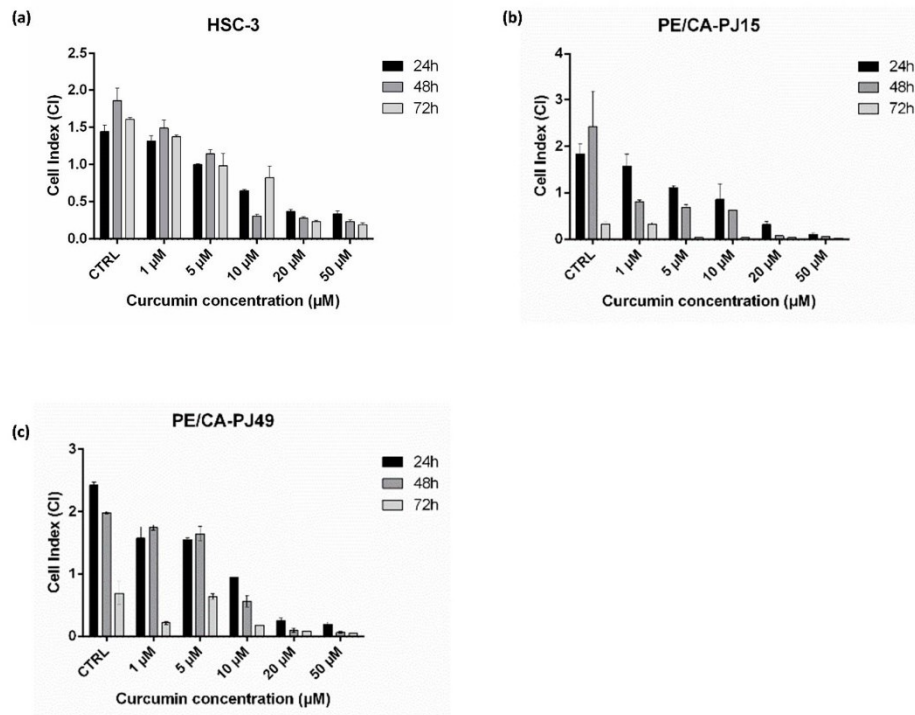 (a)
HSC-3
2.5
2.0
1.5
1.0
0.5
0.0
Cell Index (CI)
24h
48h
72h
CTRL
1 µM
5 µM
10 µM
20 µM
50 µM
Curcumin concentration (µM)
(b)
PE/CA-PJ15
4
3
2
1
0
Cell Index (CI)
24h
48h
72h
CTRL
1 µM
5 µM
10 µM
20 µM
50 µM
Curcumin concentration (µM)
(c)
PE/CA-PJ49
3
2
1
0
Cell Index (CI)
24h
48h
72h
CTRL
1 µM
5 µM
10 µM
20 µM
50 µM
Curcumin concentration (µM)